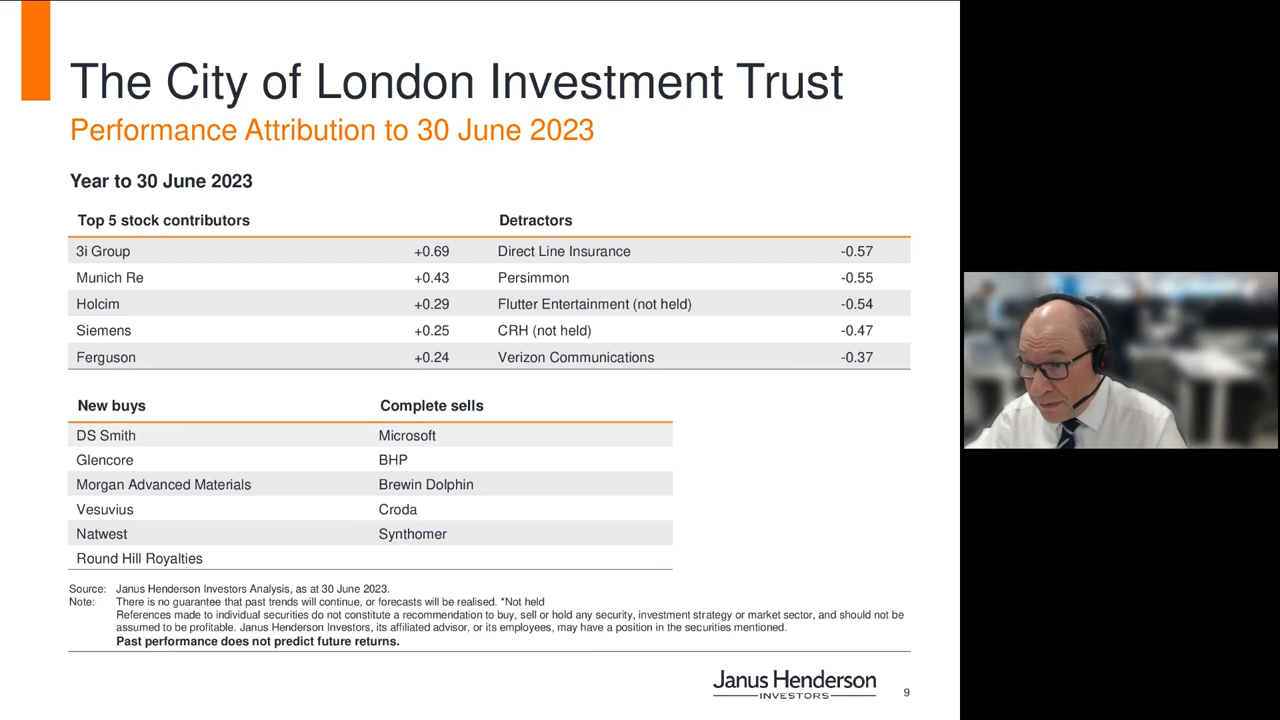 The City of London Investment Trust
Performance Attribution to 30 June 2023
Year to 30 June 2023
Top 5 stock contributors Detractors
3i Group +0.69 Direct Line Insurance -0.57
Munich Re +0.43 Persimmon -0.55
Holcim +0.29 Flutter Entertainment (not held) -0.54
Siemens +0.25 CRH (not held) -0.47
Ferguson +0.24 Verizon Communications -0.37
New buys Complete sells
DS Smith Microsoft
Glencore BHP
Morgan Advanced Materials Brewin Dolphin
Vesuvius Croda
Natwest Synthomer
Round Hill Royalties
Source: Janus Henderson Investors Analysis, as at 30 June 2023.
Note: There is no guarantee that past trends will continue, or forecasts will be realised. *Not held
References made to individual securities do not constitute a recommendation to buy, sell or hold any security, investment strategy or market sector, and should not be
assumed to be profitable. Janus Henderson Investors, its affiliated advisor, or its employees, may have a position in the securities mentioned.
Past performance does not predict future returns.
Janus Henderson
INVESTORS
9